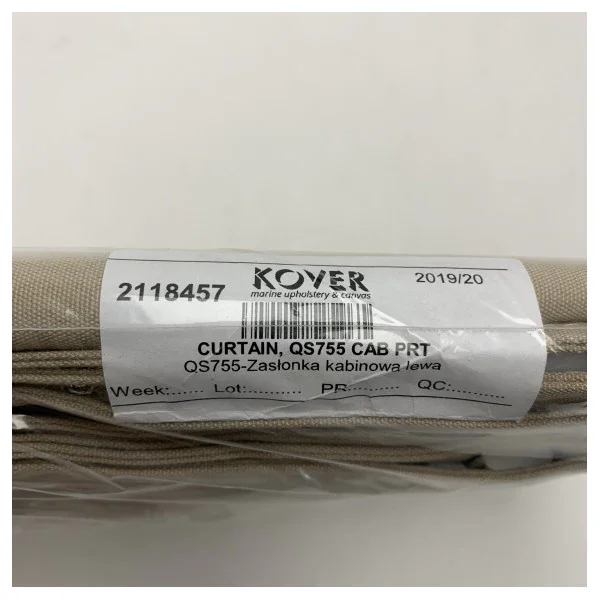 KOVER
marine upholstery & canvas
2019/20
2118457
CURTAIN, QS755 CAB PRT
QS755-Zasłonka kabinowa lewa
Week:...... Lot:........... PR.......... QC:...........